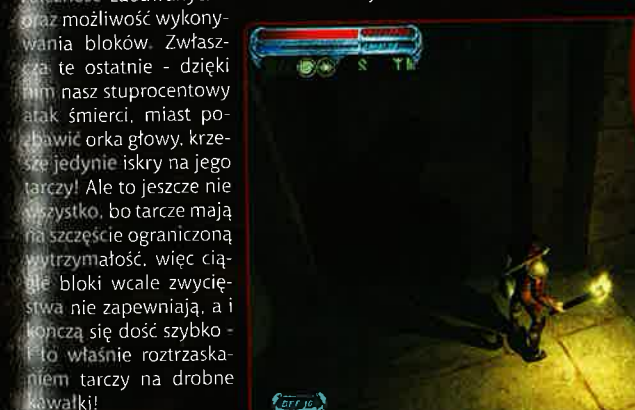 oraz możliwość wykony-
wania bloków. Zwłasz-
cza te ostatnie - dzięki
nim nasz stuprocentowy
atak śmierci, miast po-
zbawić orka głowy, krze-
sze jedynie iskry na jego
tarczy! Ale to jeszcze nie
wszystko, bo tarcze mają
na szczęście ograniczoną
wytrzymałość, więc cią-
głe bloki wcale zwycię-
stwa nie zapewniają, a i
kończą się dość szybko -
i to właśnie roztrzaska-
niem tarczy na drobne
kawałki!